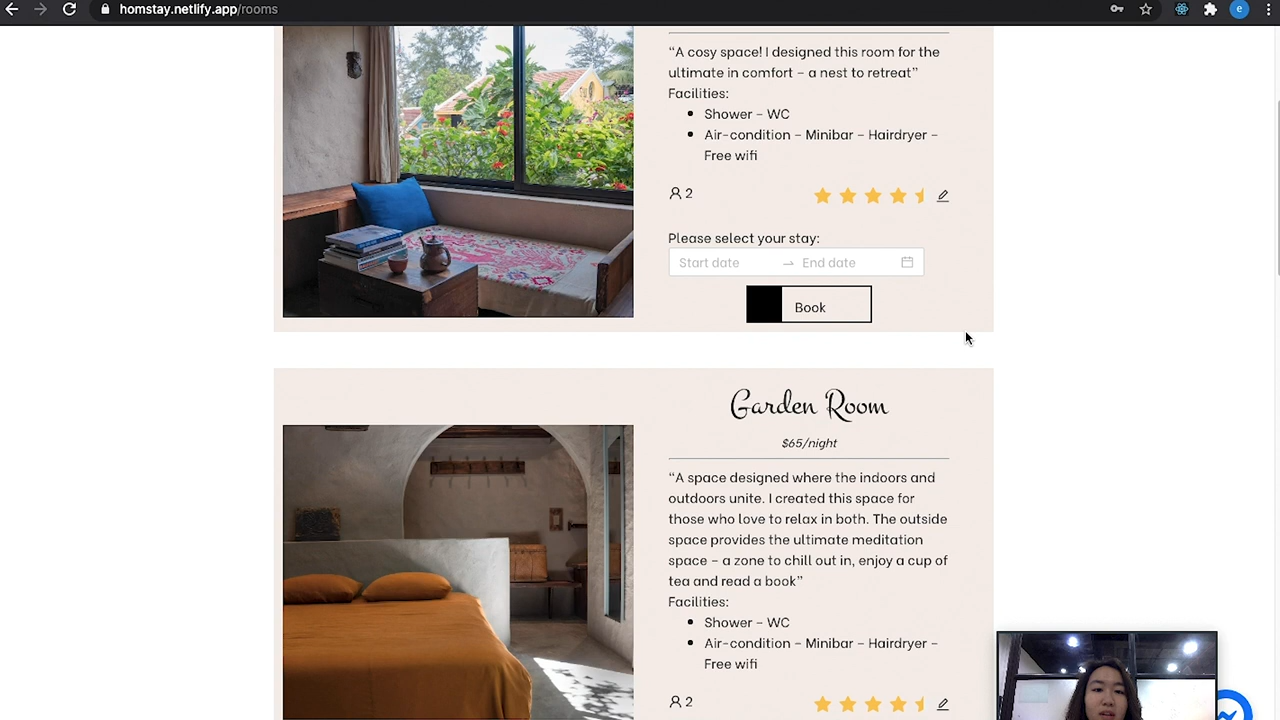 homstay.netlify.app/rooms
e
“A cosy space! I designed this room for the
ultimate in comfort – a nest to retreat”
Facilities:
Shower – WC
Air-condition – Minibar – Hairdryer –
Free wifi
2
Please select your stay:
Start date
End date
Book
Garden Room
$65/night
“A space designed where the indoors and
outdoors unite. I created this space for
those who love to relax in both. The outside
space provides the ultimate meditation
space – a zone to chill out in, enjoy a cup of
tea and read a book”
Facilities:
Shower – WC
Air-condition – Minibar – Hairdryer –
Free wifi
2